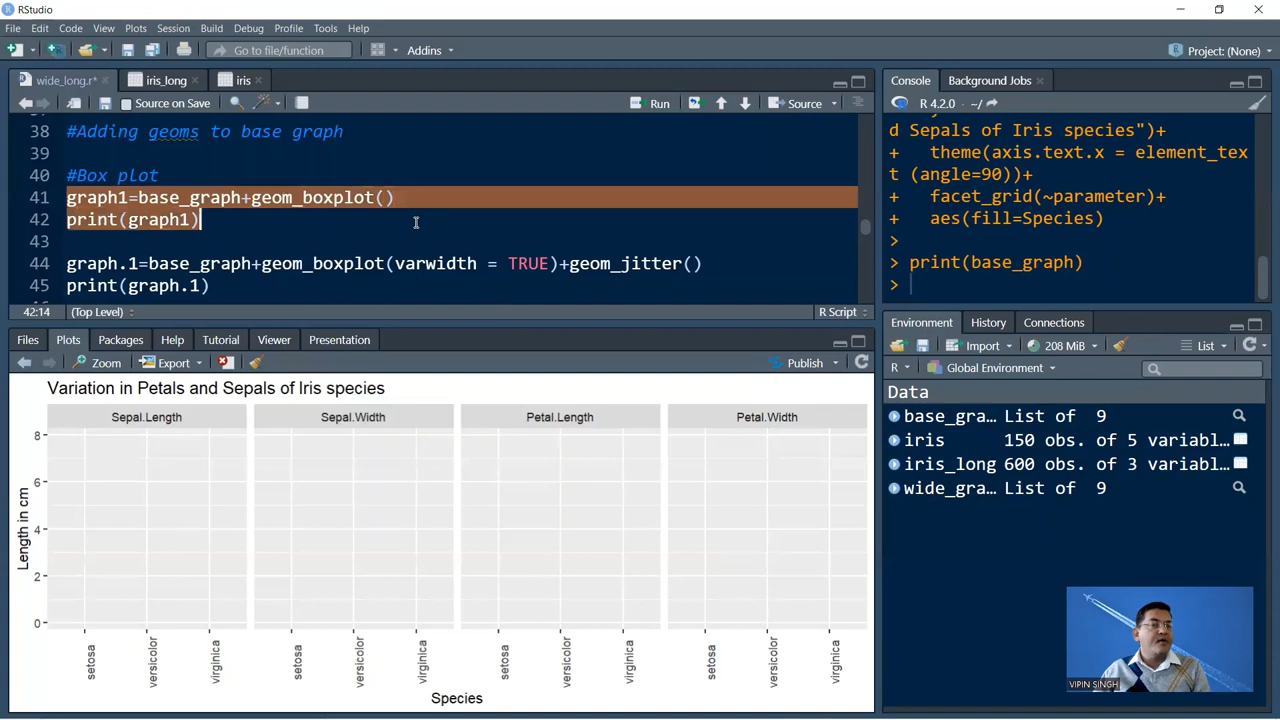 RStudio
File Edit Code View Plots Session Build Debug Profile Tools Help
Go to file/function Addins Project: (None)
wide_long.r* iris_long iris
Source on Save Run Source
38 #Adding geoms to base graph
39
40 #Box plot
41 graph1=base_graph+geom_boxplot()
42 print(graph1)
43
44 graph.1=base_graph+geom_boxplot(varwidth = TRUE)+geom_jitter()
45 print(graph.1)
42:14 (Top Level) R Script
Console Background Jobs
R 4.2.0 · ~/
d Sepals of Iris species")+
+ theme(axis.text.x = element_tex
t (angle=90))+
+ facet_grid(~parameter)+
+ aes(fill=Species)
>
> print(base_graph)
>
Files Plots Packages Help Tutorial Viewer Presentation
Zoom Export Publish
Variation in Petals and Sepals of Iris species
Sepal.Length Sepal.Width Petal.Length Petal.Width
8
6
4
2
0
Length in cm
setosa versicolor virginica setosa versicolor virginica setosa versicolor virginica setosa versicolor virginica
Species
Environment History Connections
Import 208 MiB List
R Global Environment
Data
base_gra… List of 9
iris 150 obs. of 5 variabl…
iris_long 600 obs. of 3 variabl…
wide_gra… List of 9
VIPIN SINGH